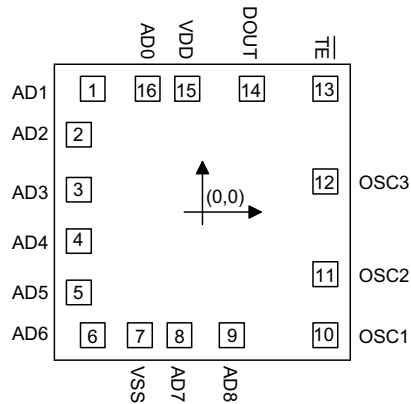 AD0 VDD DOUT TE
AD1 1 16 15 14 13
AD2 2
AD3 3 (0,0) 12 OSC3
AD4 4
AD5 5 11 OSC2
AD6 6 7 8 9 10 OSC1
VSS AD7 AD8